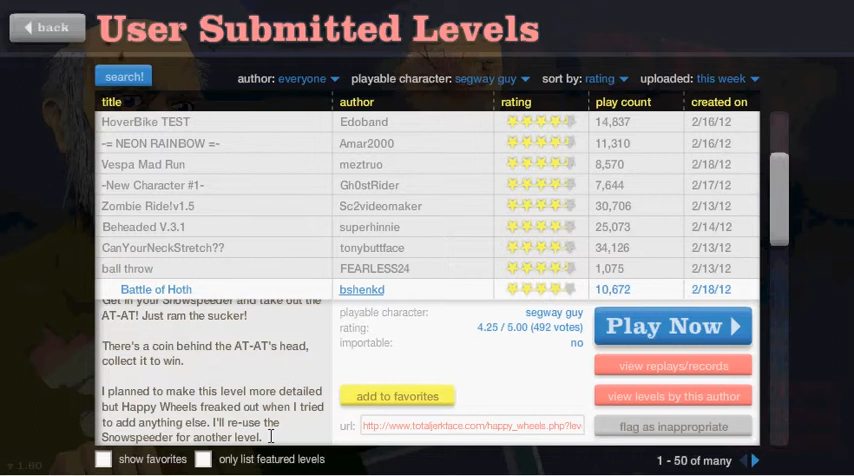 back
User Submitted Levels
search!
author: everyone playable character: segway guy sort by: rating uploaded: this week
title author rating play count created on
HoverBike TEST Edoband 14,837 2/16/12
-= NEON RAINBOW =- Amar2000 11,310 2/16/12
Vespa Mad Run meztruo 8,570 2/18/12
-New Character #1- Gh0stRider 7,644 2/17/12
Zombie Ride!v1.5 Sc2videomaker 30,706 2/13/12
Beheaded V.3.1 superhinnie 25,073 2/14/12
CanYourNeckStretch?? tonybuttface 34,126 2/13/12
ball throw FEARLESS24 1,075 2/13/12
Battle of Hoth bshenkd 10,672 2/18/12
Get in your Snowspeeder and take out the
AT-AT! Just ram the sucker!
There's a coin behind the AT-AT's head,
collect it to win.
I planned to make this level more detailed
but Happy Wheels freaked out when I tried
to add anything else. I'll re-use the
Snowspeeder for another level.
playable character: segway guy
rating: 4.25 / 5.00 (492 votes)
importable: no
add to favorites
url: http://www.totaljerkface.com/happy_wheels.php?lev
Play Now
view replays/records
view levels by this author
flag as inappropriate
show favorites only list featured levels
1 - 50 of many
v 1.80